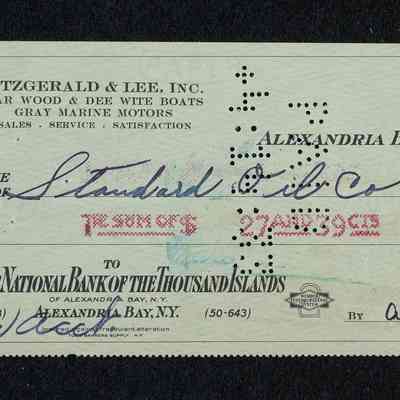 TZGERALD & LEE, INC.
AR WOOD & DEE WITE BOATS
GRAY MARINE MOTORS
SALES - SERVICE - SATISFACTION
ALEXANDRIA B
E
OF Standard Oil Co
THE SUM OF $ 27 AND 39 CTS
TO
NATIONAL BANK OF THE THOUSAND ISLANDS
OF ALEXANDRIA BAY, N.Y.
ALEXANDRIA BAY, N.Y. (50-643)
BY